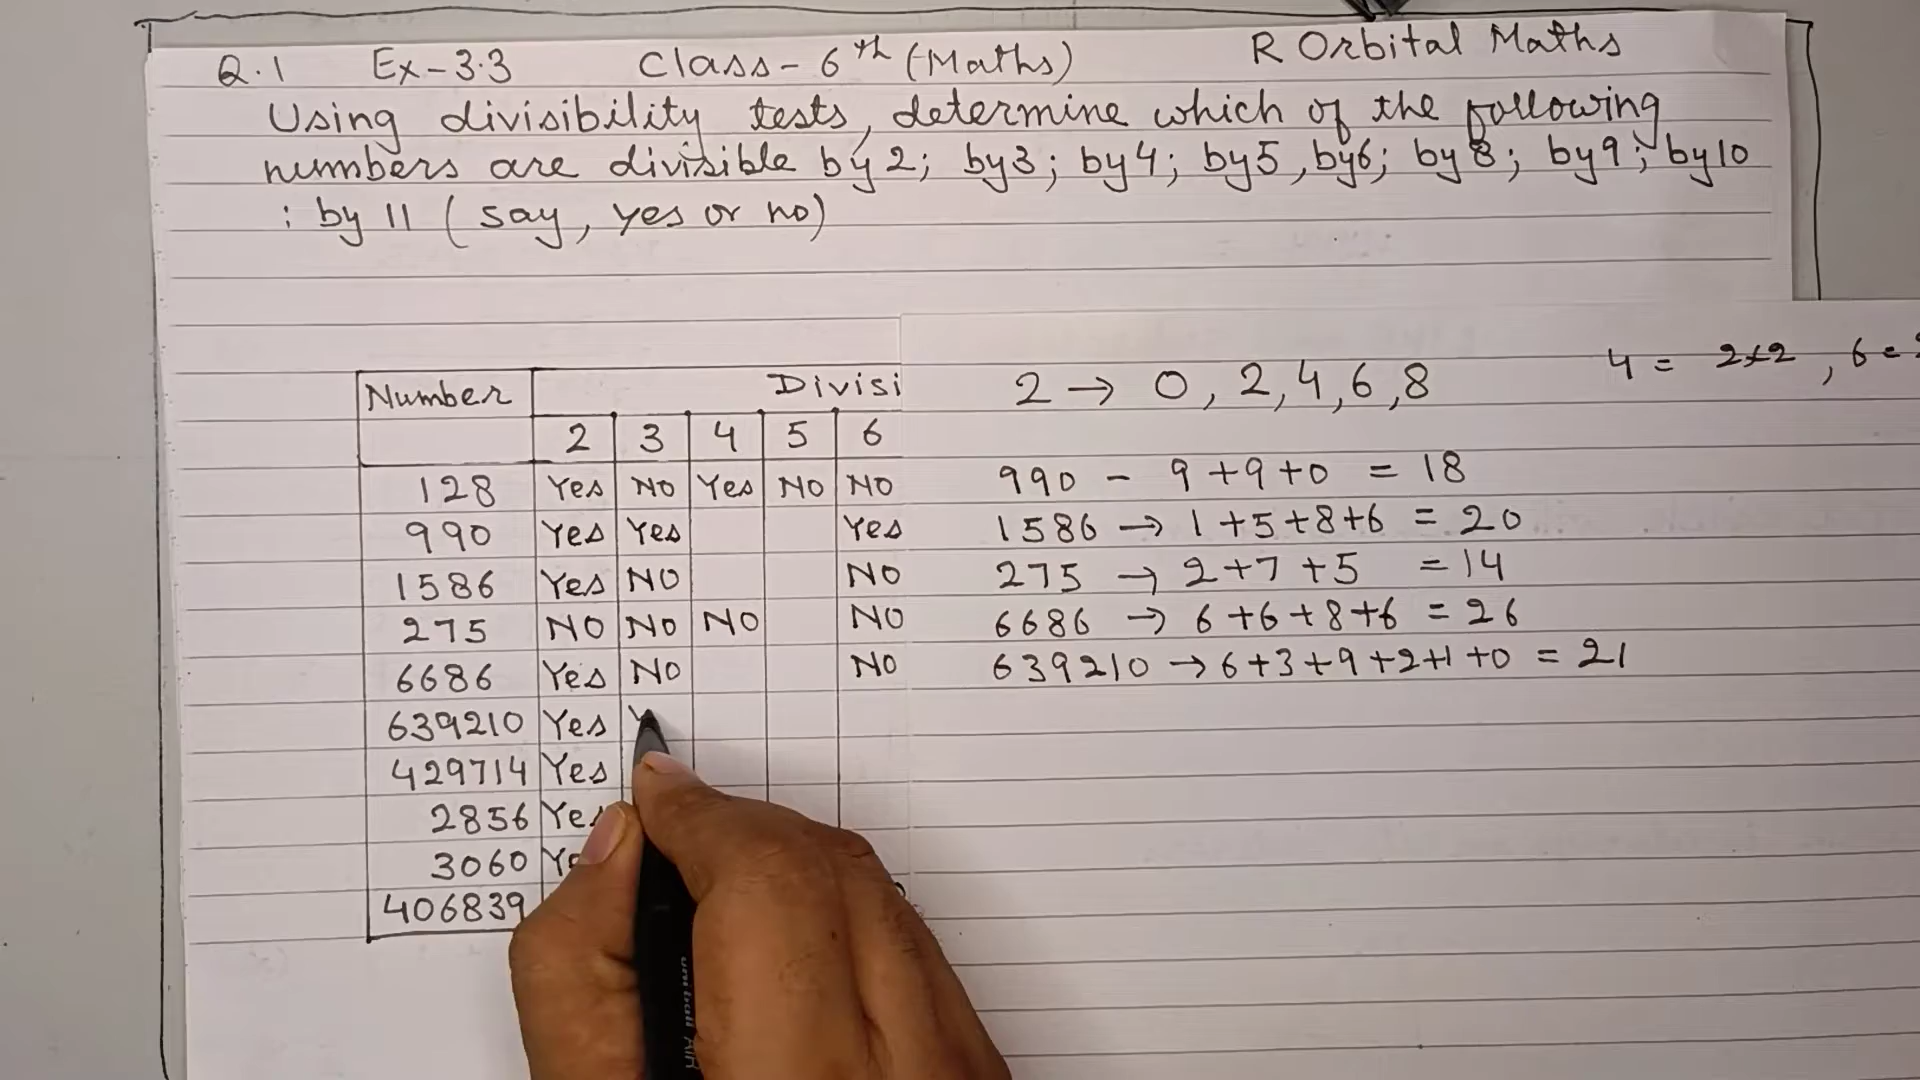 Q.1 Ex-3.3 Class-6th (Maths) R Orbital Maths
Using divisibility tests, determine which of the following
numbers are divisible by 2; by 3; by 4; by 5, by 6; by 8; by 9; by 10
: by 11 (say, yes or no)
Number Divisi
2 3 4 5 6
128 Yes NO Yes NO NO
990 Yes Yes Yes
1586 Yes NO NO
275 NO NO NO NO
6686 Yes NO NO
639210 Yes Y
429714 Yes
2856 Yes
3060 Ye
406839
4 = 2×2, 6 =
2 → 0, 2, 4, 6, 8
990 - 9+9+0 = 18
1586 → 1+5+8+6 = 20
275 → 2+7+5 = 14
6686 → 6+6+8+6 = 26
639210 → 6+3+9+2+1+0 = 21